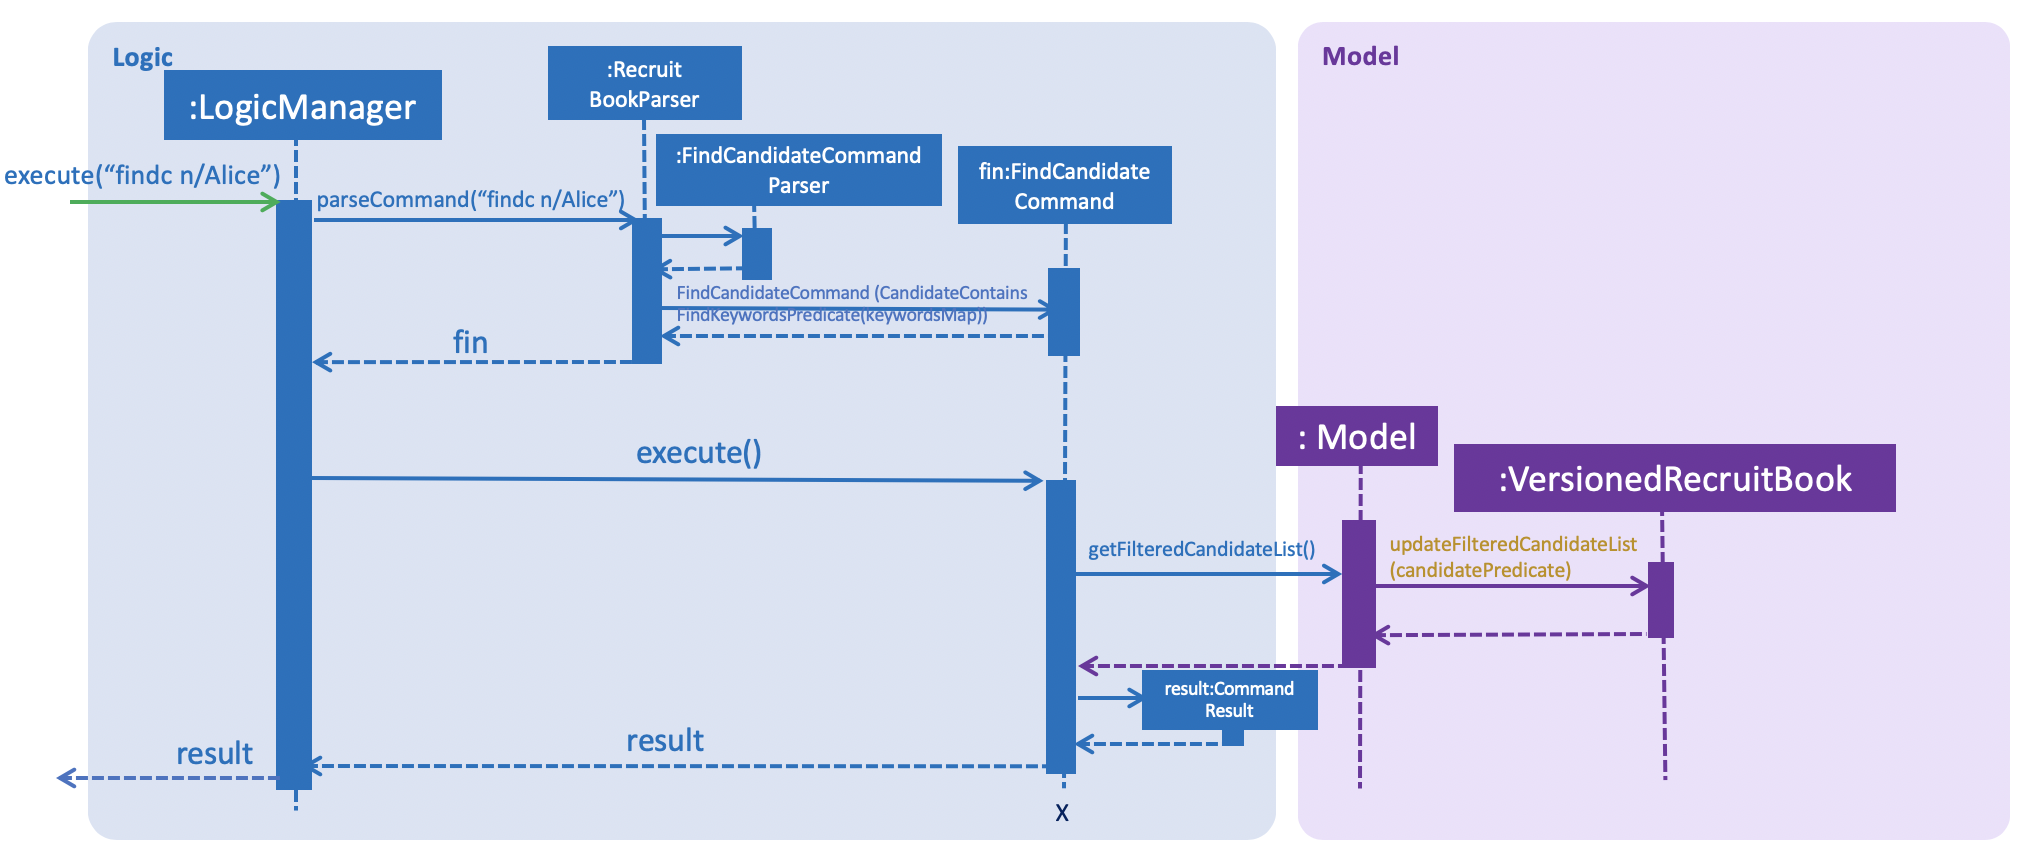 Logic
Model
:Recruit
BookParser
:LogicManager
:FindCandidateCommand
Parser
fin:FindCandidate
Command
execute(“findc n/Alice”)
parseCommand(“findc n/Alice”)
FindCandidateCommand (CandidateContains
FindKeywordsPredicate(keywordsMap))
fin
: Model
execute()
:VersionedRecruitBook
getFilteredCandidateList()
updateFilteredCandidateList
(candidatePredicate)
result:Command
Result
result
result
X